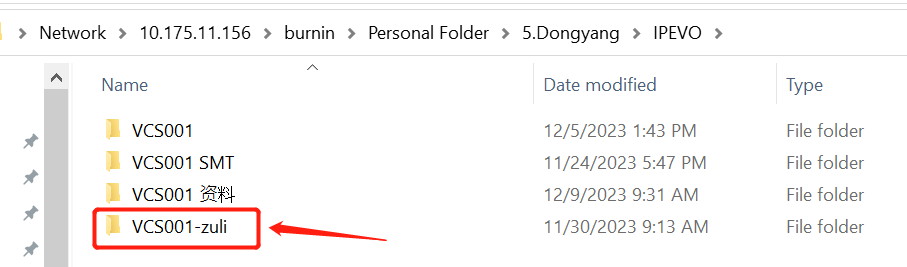 Network > 10.175.11.156 > burnin > Personal Folder > 5.Dongyang > IPEVO >
Name Date modified Type
VCS001 12/5/2023 1:43 PM File folder
VCS001 SMT 11/24/2023 5:47 PM File folder
VCS001 资料 12/9/2023 9:31 AM File folder
VCS001-zuli 11/30/2023 9:13 AM File folder